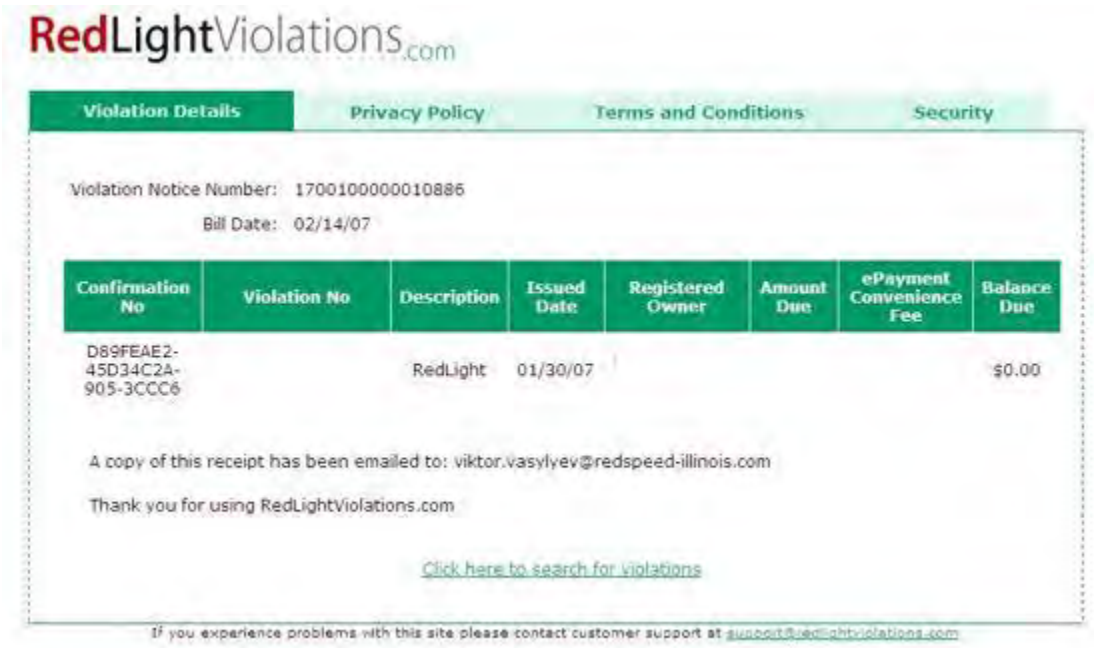 RedLightViolations.com
Violation Details Privacy Policy Terms and Conditions Security
Violation Notice Number: 1700100000010886
Bill Date: 02/14/07
Confirmation No Violation No Description Issued Date Registered Owner Amount Due ePayment Convenience Fee Balance Due
D89FEAE2-
45D34C2A-
905-3CCC6
RedLight 01/30/07 $0.00
A copy of this receipt has been emailed to: viktor.vasylyev@redspeed-illinois.com
Thank you for using RedLightViolations.com
Click here to search for violations
If you experience problems with this site please contact customer support at support@redlightviolations.com